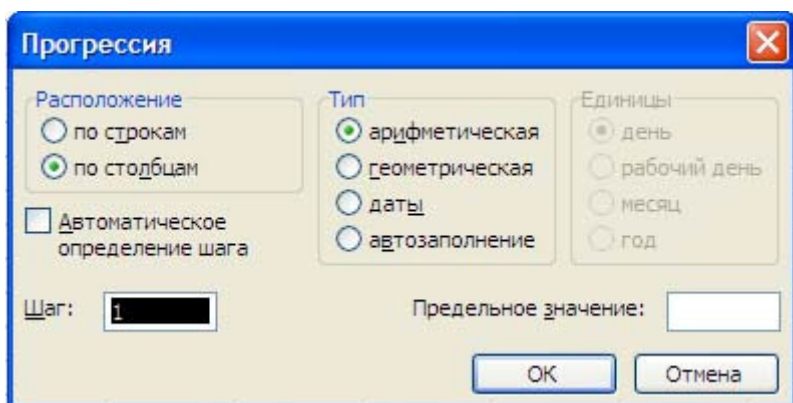 Прогрессия
Расположение
по строкам
по столбцам
Автоматическое
определение шага
Тип
арифметическая
геометрическая
даты
автозаполнение
Единицы
день
рабочий день
месяц
год
Шаг: 1
Предельное значение:
ОК
Отмена